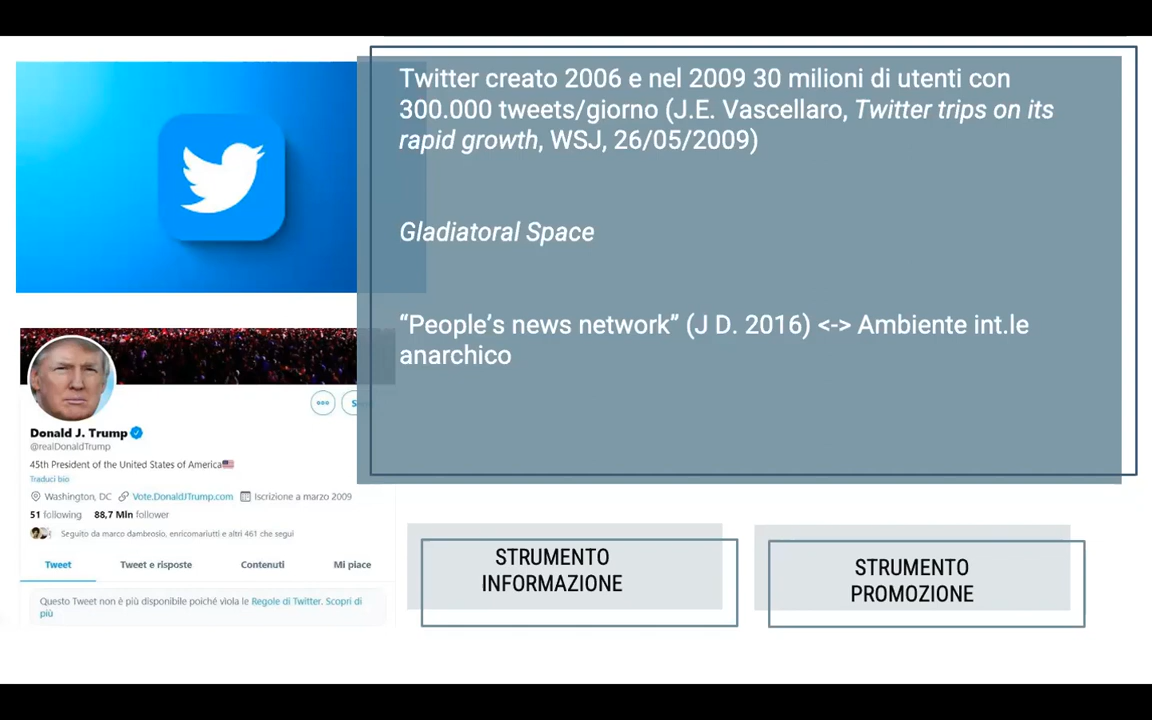 Twitter creato 2006 e nel 2009 30 milioni di utenti con
300.000 tweets/giorno (J.E. Vascellaro, Twitter trips on its
rapid growth, WSJ, 26/05/2009)
Gladiatoral Space
“People’s news network” (J D. 2016) <-> Ambiente int.le
anarchico
Donald J. Trump
@realDonaldTrump
45th President of the United States of America
Traduci bio
Washington, DC Vote.DonaldJTrump.com Iscrizione a marzo 2009
51 following 88,7 Mln follower
Seguito da marco dambrosio, enricomariutti e altri 461 che segui
Tweet Tweet e risposte Contenuti Mi piace
Questo Tweet non è più disponibile poiché viola le Regole di Twitter. Scopri di
più
STRUMENTO
INFORMAZIONE
STRUMENTO
PROMOZIONE